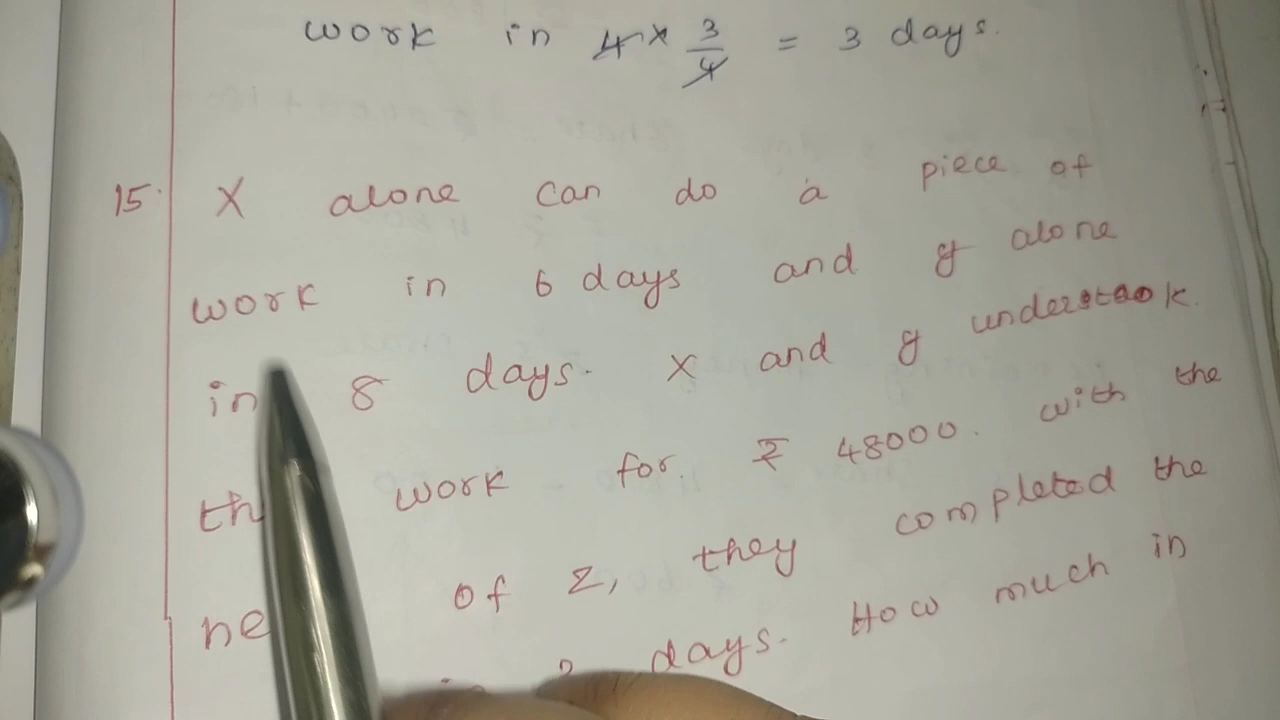 work in 4 × 3/4 = 3 days.
15. X alone can do a piece of
work in 6 days and y alone
in 8 days. X and y understook
work for ₹ 48000. with the
of z, they completed the
days. How much in